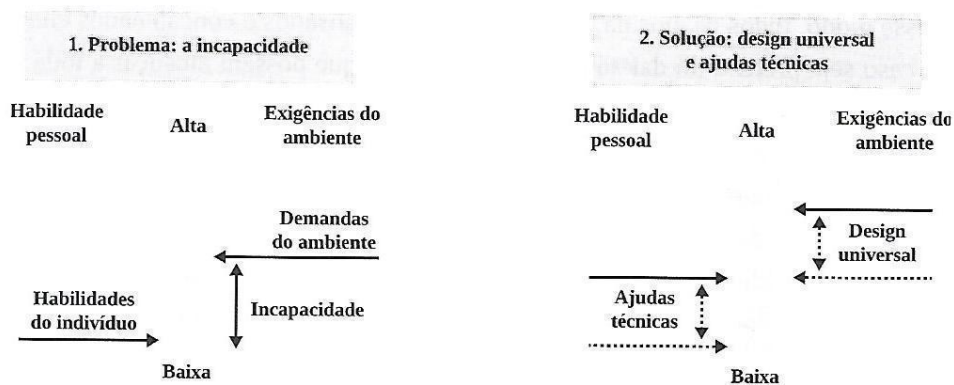 1. Problema: a incapacidade
Habilidade
pessoal
Alta
Exigências do
ambiente
Demandas
do ambiente
Habilidades
do indivíduo
Incapacidade
Baixa
2. Solução: design universal
e ajudas técnicas
Habilidade
pessoal
Alta
Exigências do
ambiente
Design
universal
Ajudas
técnicas
Baixa